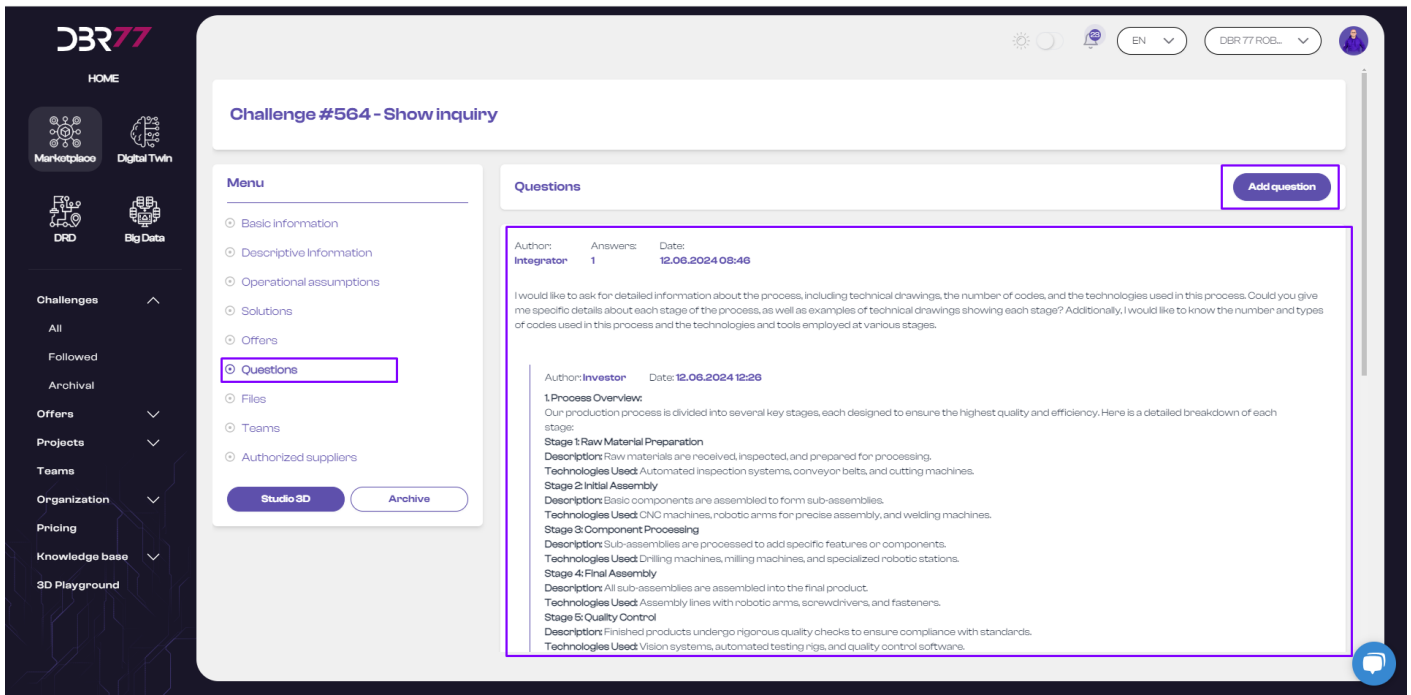 DBR77
HOME
Marketplace
Digital Twin
DRD
Big Data
Challenges
All
Followed
Archival
Offers
Projects
Teams
Organization
Pricing
Knowledge base
3D Playground
29
EN
DBR 77 ROB...
Challenge #564 - Show inquiry
Menu
Basic information
Descriptive Information
Operational assumptions
Solutions
Offers
Questions
Files
Teams
Authorized suppliers
Studio 3D
Archive
Questions
Add question
Author: Answers: Date:
Integrator 1 12.06.2024 08:46
I would like to ask for detailed information about the process, including technical drawings, the number of codes, and the technologies used in this process. Could you give
me specific details about each stage of the process, as well as examples of technical drawings showing each stage? Additionally, I would like to know the number and types
of codes used in this process and the technologies and tools employed at various stages.
Author: Investor Date: 12.06.2024 12:26
1. Process Overview:
Our production process is divided into several key stages, each designed to ensure the highest quality and efficiency. Here is a detailed breakdown of each
stage:
Stage 1: Raw Material Preparation
Description: Raw materials are received, inspected, and prepared for processing.
Technologies Used: Automated inspection systems, conveyor belts, and cutting machines.
Stage 2: Initial Assembly
Description: Basic components are assembled to form sub-assemblies.
Technologies Used: CNC machines, robotic arms for precise assembly, and welding machines.
Stage 3: Component Processing
Description: Sub-assemblies are processed to add specific features or components.
Technologies Used: Drilling machines, milling machines, and specialized robotic stations.
Stage 4: Final Assembly
Description: All sub-assemblies are assembled into the final product.
Technologies Used: Assembly lines with robotic arms, screwdrivers, and fasteners.
Stage 5: Quality Control
Description: Finished products undergo rigorous quality checks to ensure compliance with standards.
Technologies Used: Vision systems, automated testing rigs, and quality control software.